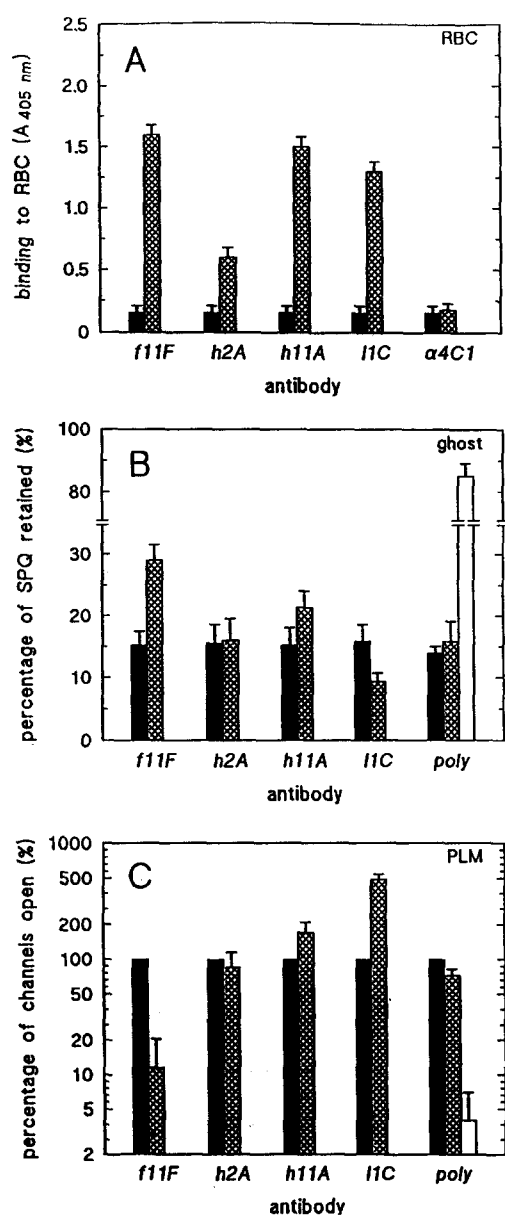 A
RBC
binding to RBC (A 405 nm)
2.5
2.0
1.5
1.0
0.5
0
f11F h2A h11A l1C α4C1
antibody
B
ghost
percentage of SPQ retained (%)
100
80
30
20
10
0
f11F h2A h11A l1C poly
antibody
C
PLM
percentage of channels open (%)
1000
500
200
100
50
20
10
5
2
f11F h2A h11A l1C poly
antibody